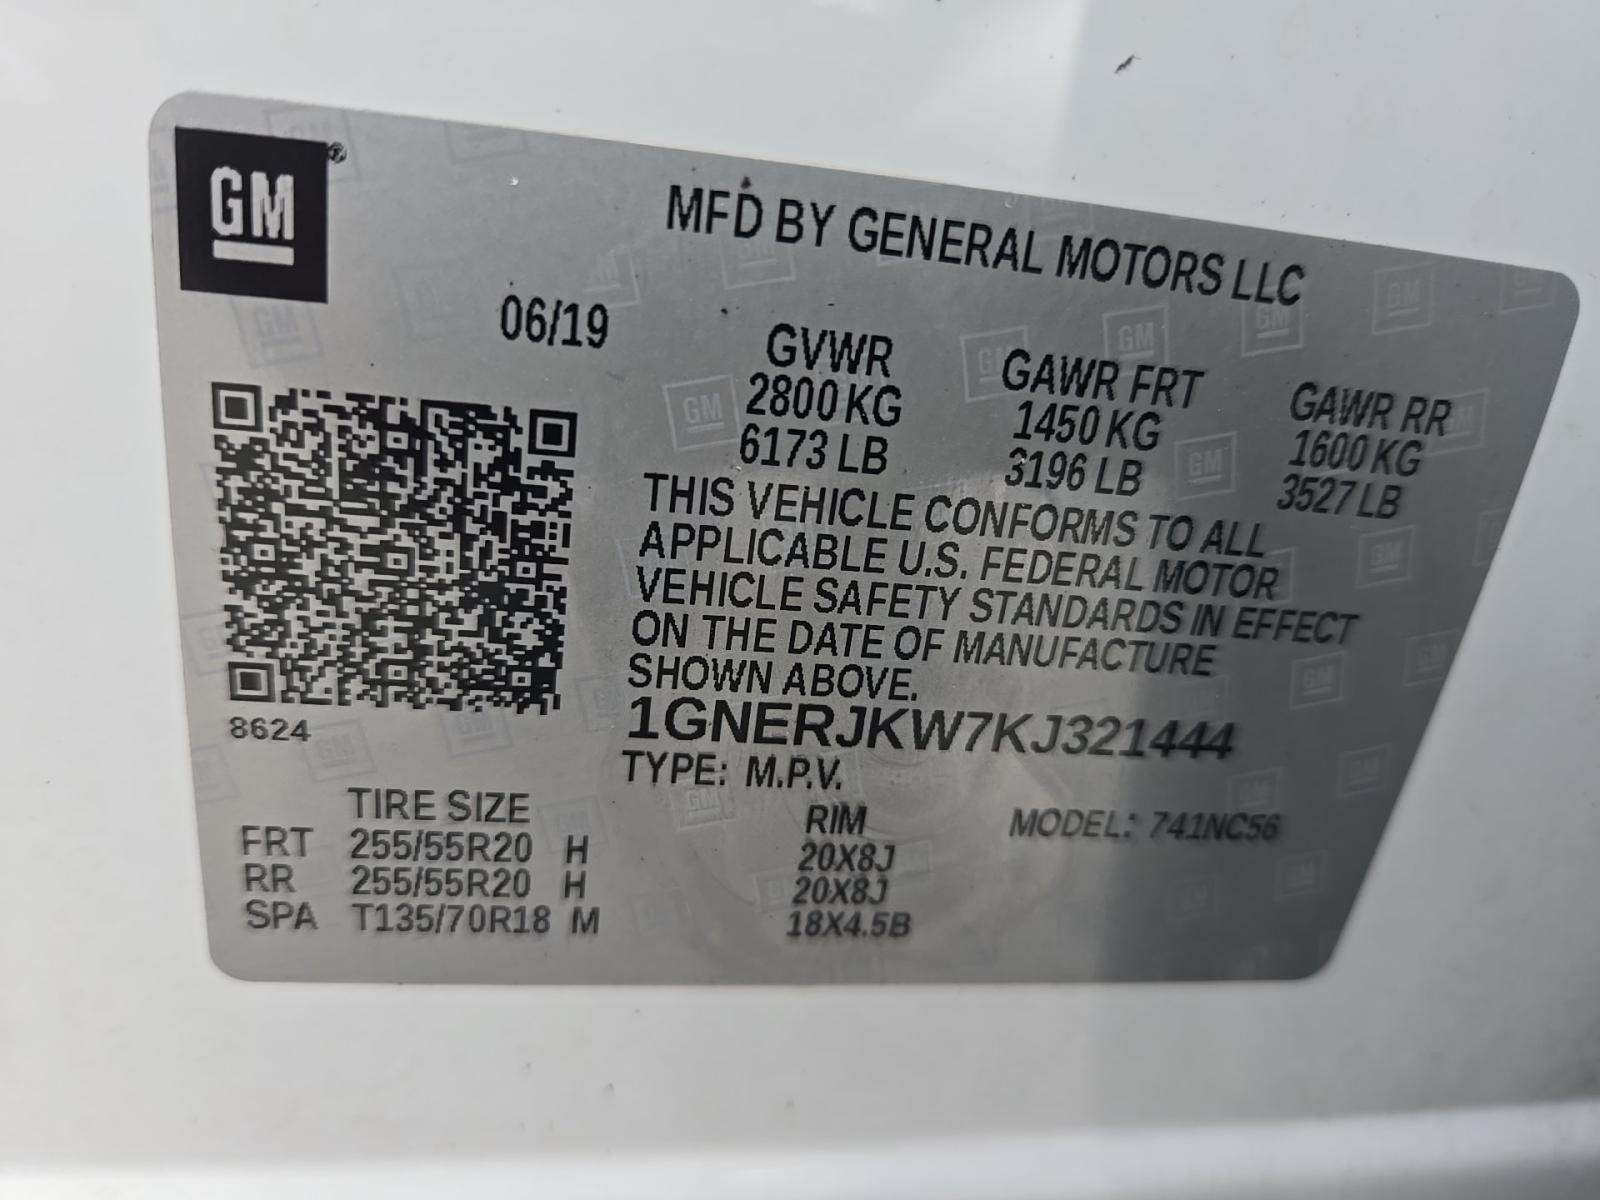 GM
MFD BY GENERAL MOTORS LLC
06/19
GVWR
2800 KG
6173 LB
GAWR FRT
1450 KG
3196 LB
GAWR RR
1600 KG
3527 LB
THIS VEHICLE CONFORMS TO ALL
APPLICABLE U.S. FEDERAL MOTOR
VEHICLE SAFETY STANDARDS IN EFFECT
ON THE DATE OF MANUFACTURE
SHOWN ABOVE.
8624
1GNERJKW7KJ321444
TYPE: M.P.V.
MODEL: 741NC56
TIRE SIZE RIM
FRT 255/55R20 H 20X8J
RR 255/55R20 H 20X8J
SPA T135/70R18 M 18X4.5B